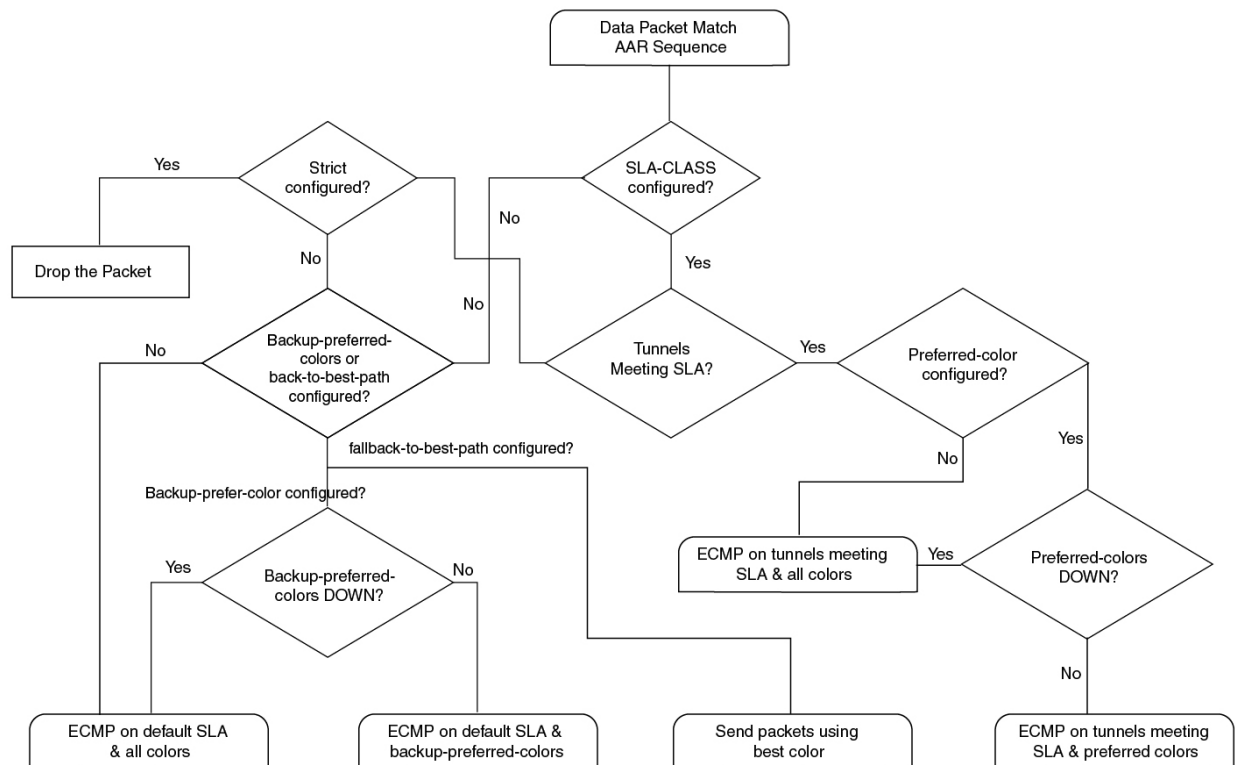 Data Packet Match
AAR Sequence
Yes
Strict
configured?
SLA-CLASS
configured?
No
Drop the Packet
No
Yes
No
No
Backup-preferred-
colors or
back-to-best-path
configured?
Tunnels
Meeting SLA?
Yes
Preferred-color
configured?
fallback-to-best-path configured?
No
Yes
Backup-prefer-color configured?
ECMP on tunnels meeting
SLA & all colors
Yes
Preferred-colors
DOWN?
Yes
Backup-preferred-
colors DOWN?
No
No
ECMP on default SLA
& all colors
ECMP on default SLA &
backup-preferred-colors
Send packets using
best color
ECMP on tunnels meeting
SLA & preferred colors